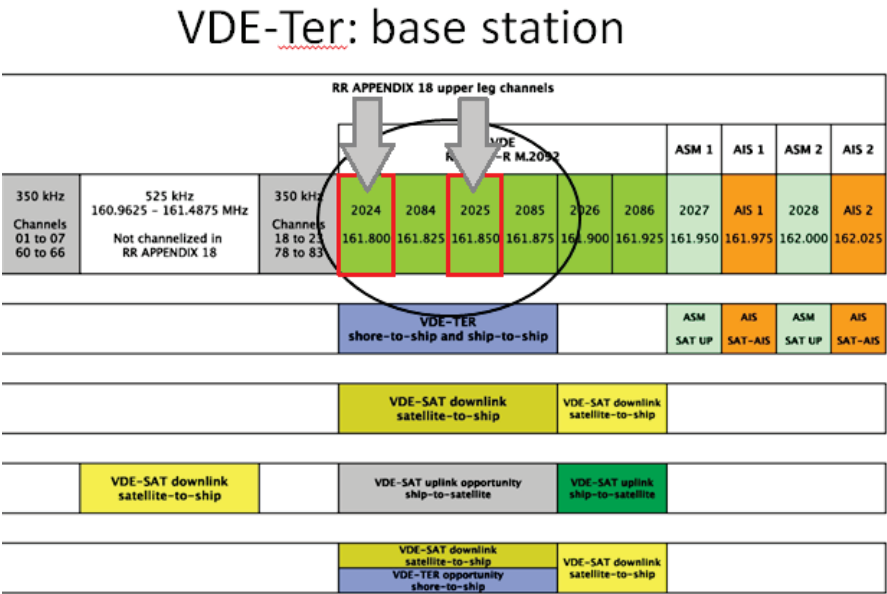 VDE-Ter: base station
RR APPENDIX 18 upper leg channels
VDE
R M.2092
ASM 1
AIS 1
ASM 2
AIS 2
350 kHz
Channels
01 to 07
60 to 66
525 kHz
160.9625 – 161.4875 MHz
Not channelized in
RR APPENDIX 18
350 kHz
Channels
18 to 23
78 to 83
2024
161.800
2084
161.825
2025
161.850
2085
161.875
2026
161.900
2086
161.925
2027
161.950
AIS 1
161.975
2028
162.000
AIS 2
162.025
VDE-TER
shore-to-ship and ship-to-ship
ASM
SAT UP
AIS
SAT-AIS
ASM
SAT UP
AIS
SAT-AIS
VDE-SAT downlink
satellite-to-ship
VDE-SAT downlink
satellite-to-ship
VDE-SAT downlink
satellite-to-ship
VDE-SAT uplink opportunity
ship-to-satellite
VDE-SAT uplink
ship-to-satellite
VDE-SAT downlink
satellite-to-ship
VDE-TER opportunity
shore-to-ship
VDE-SAT downlink
satellite-to-ship